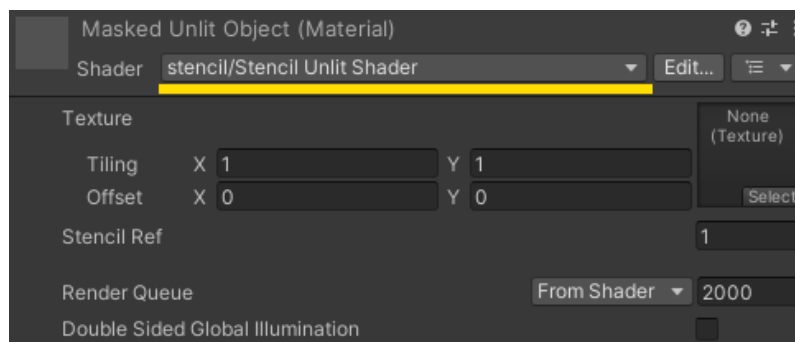 Masked Unlit Object (Material)
Shader stencil/Stencil Unlit Shader Edit...
Texture None
(Texture)
Tiling X 1 Y 1
Offset X 0 Y 0 Select
Stencil Ref 1
Render Queue From Shader 2000
Double Sided Global Illumination